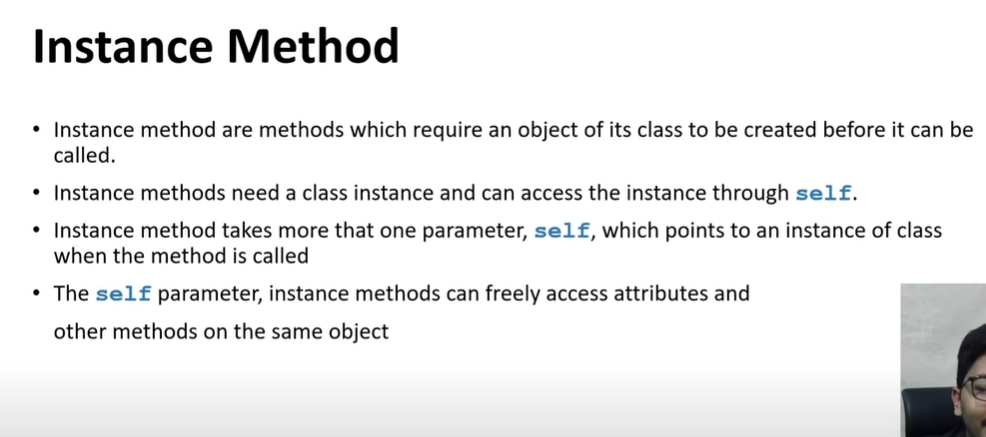 Instance Method
• Instance method are methods which require an object of its class to be created before it can be
called.
• Instance methods need a class instance and can access the instance through self.
• Instance method takes more that one parameter, self, which points to an instance of class
when the method is called
• The self parameter, instance methods can freely access attributes and
other methods on the same object